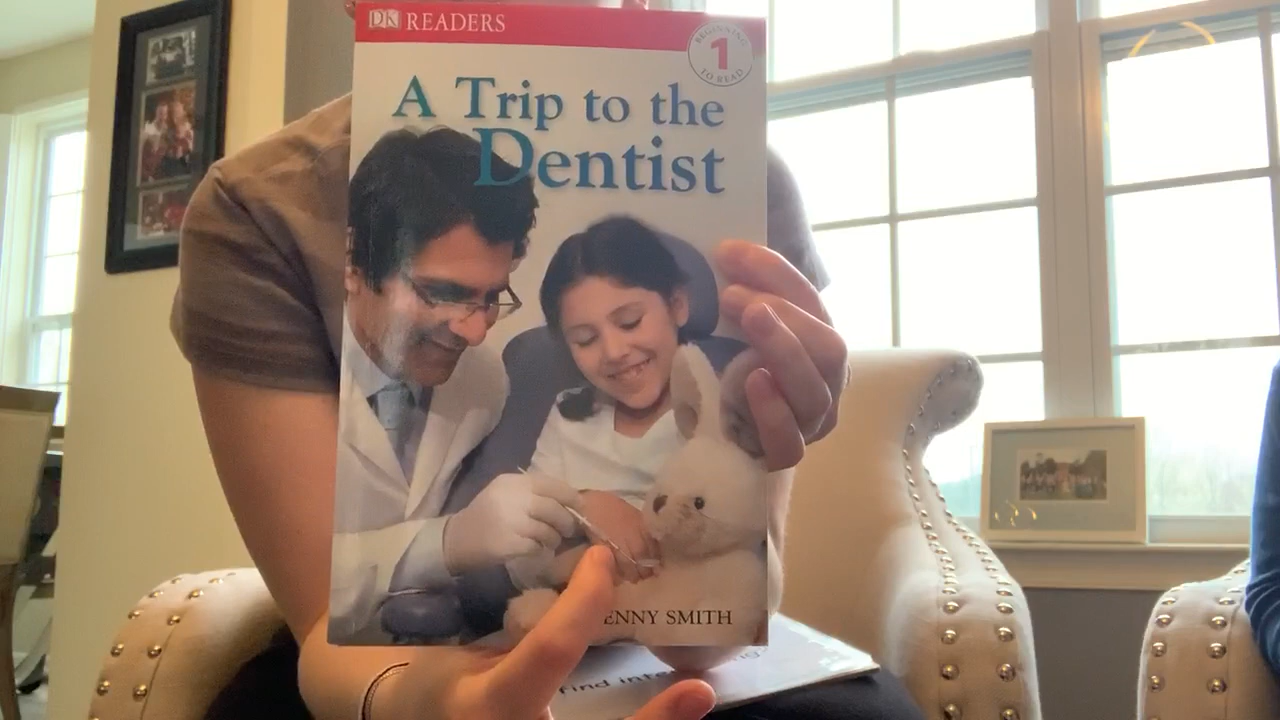 DK READERS
BEGINNING
1
TO READ
A Trip to the
Dentist
ENNY SMITH
find inte